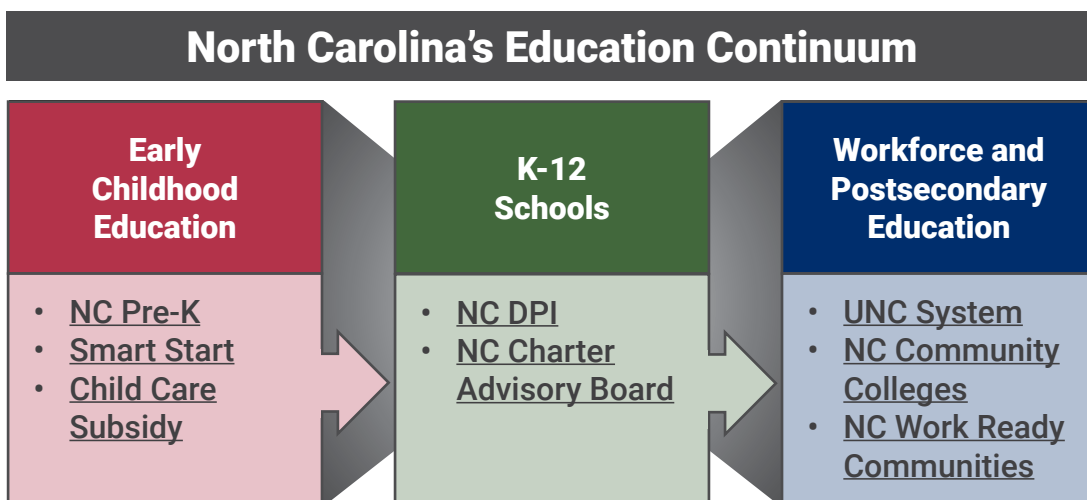 North Carolina's Education Continuum
Early
Childhood
Education
• NC Pre-K
• Smart Start
• Child Care
Subsidy
K-12
Schools
• NC DPI
• NC Charter
Advisory Board
Workforce and
Postsecondary
Education
• UNC System
• NC Community
Colleges
• NC Work Ready
Communities